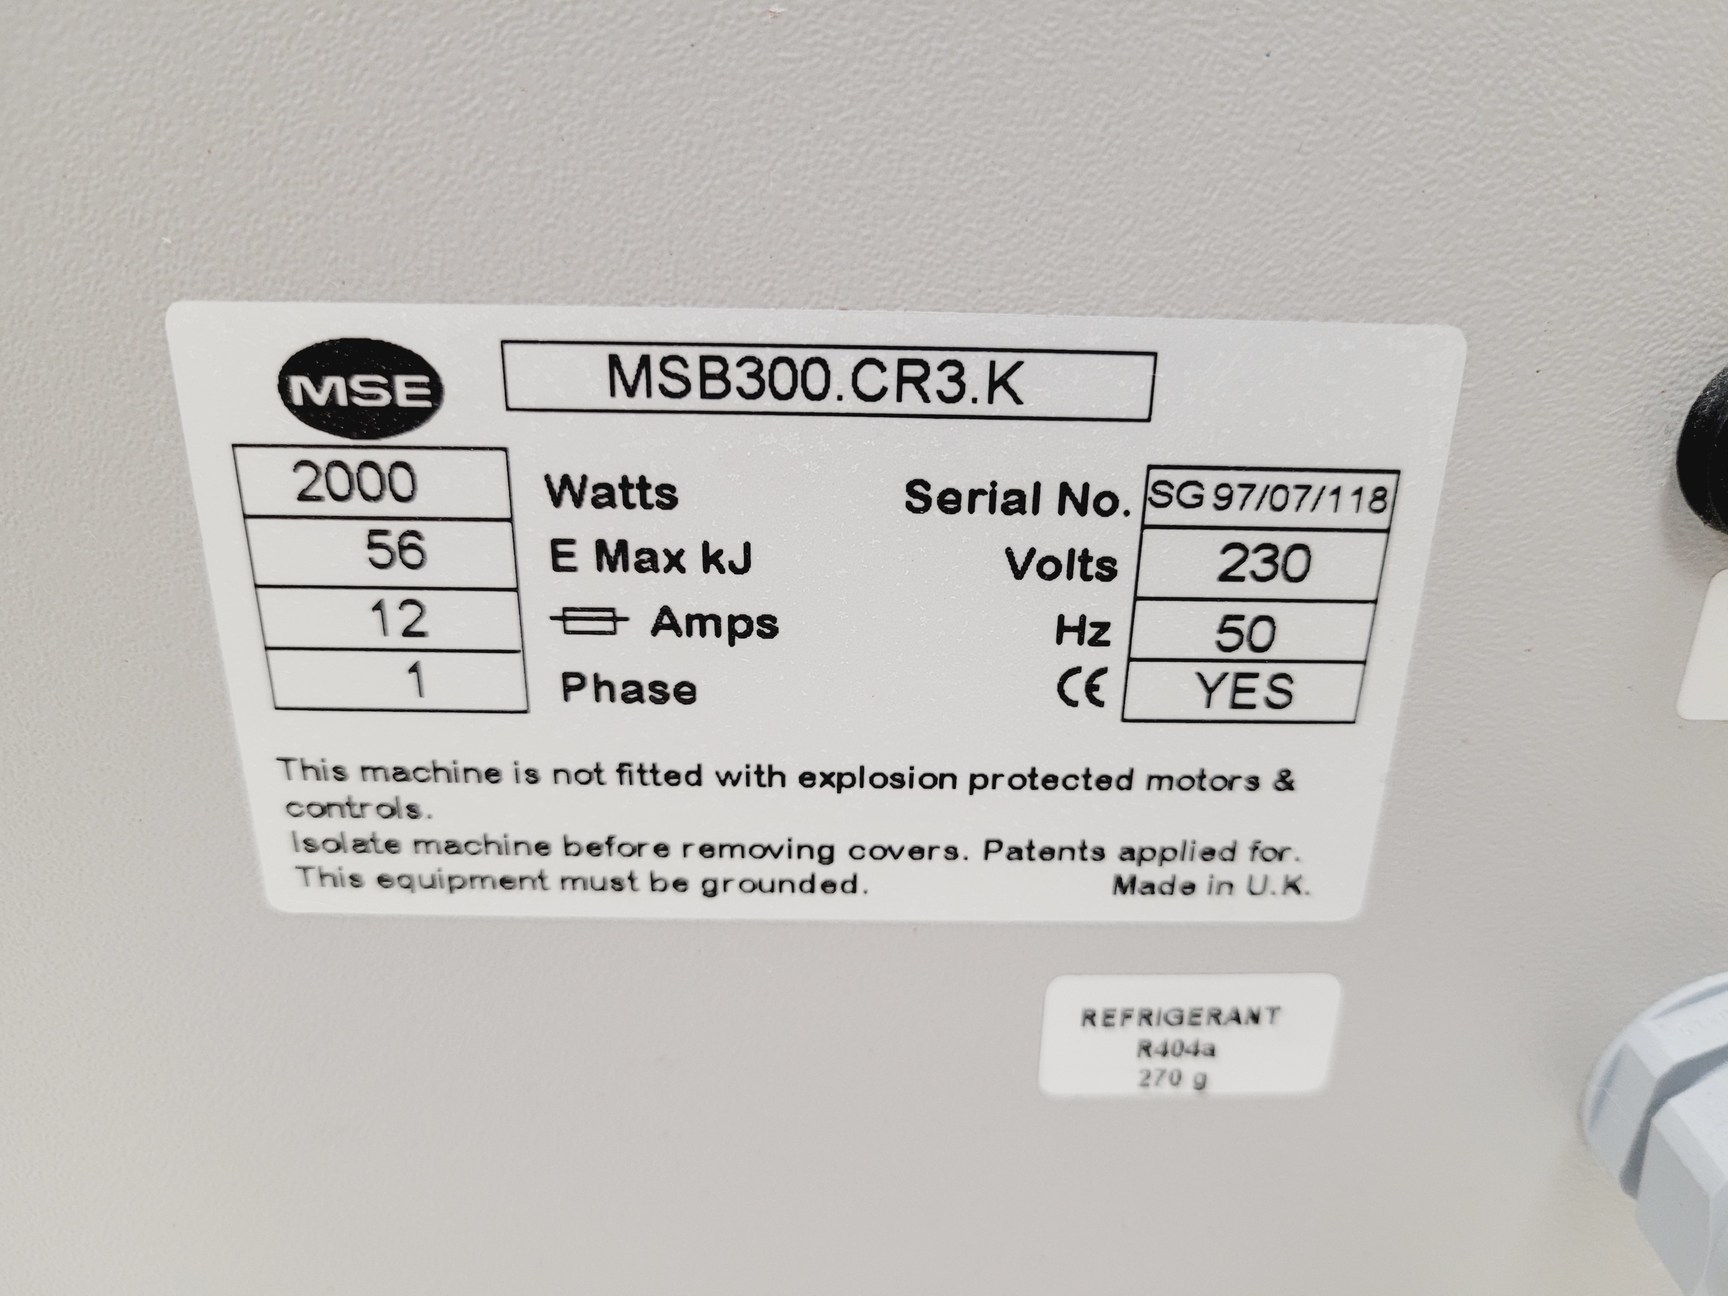 MSE
MSB300.CR3.K
2000 Watts Serial No. SG 97/07/118
56 E Max kJ Volts 230
12 Amps Hz 50
1 Phase CE YES
This machine is not fitted with explosion protected motors &
controls.
Isolate machine before removing covers. Patents applied for.
This equipment must be grounded. Made in U.K.
REFRIGERANT
R404a
270 g